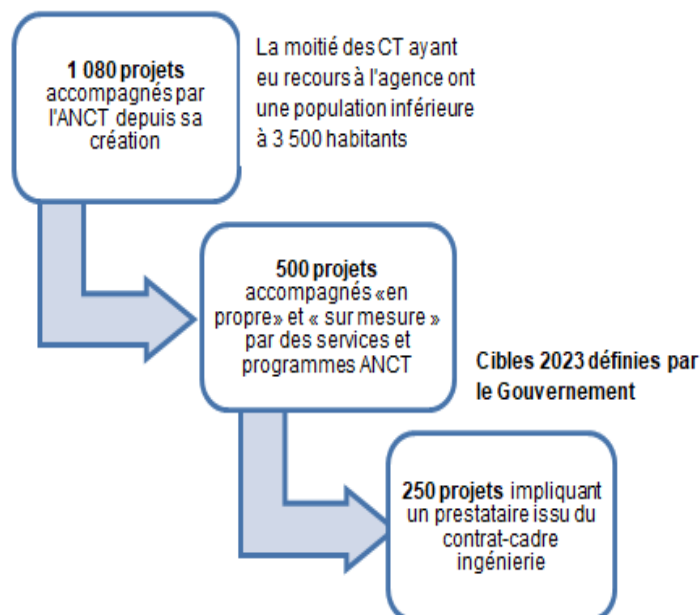 1 080 projets
accompagnés par
l'ANCT depuis sa
création
La moitié des CT ayant
eu recours à l'agence ont
une population inférieure
à 3 500 habitants
500 projets
accompagnés «en
propre» et « sur mesure »
par des services et
programmes ANCT
Cibles 2023 définies par
le Gouvernement
250 projets impliquant
un prestataire issu du
contrat-cadre
ingénierie